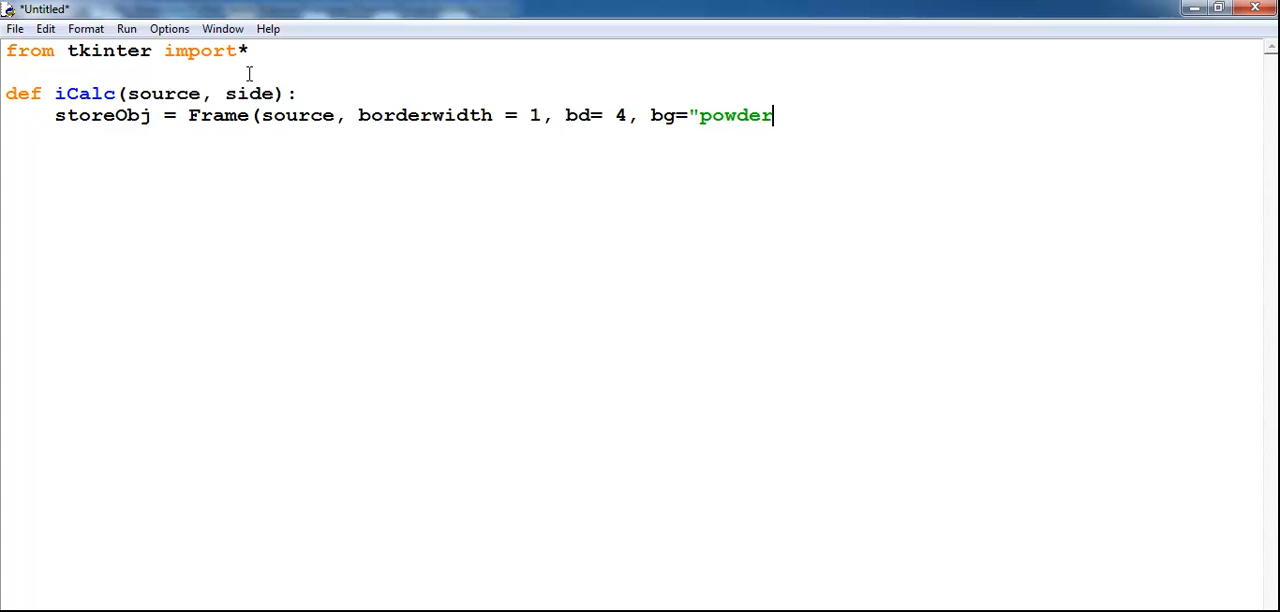 *Untitled*
File Edit Format Run Options Window Help
from tkinter import*
def iCalc(source, side):
storeObj = Frame(source, borderwidth = 1, bd= 4, bg="powder